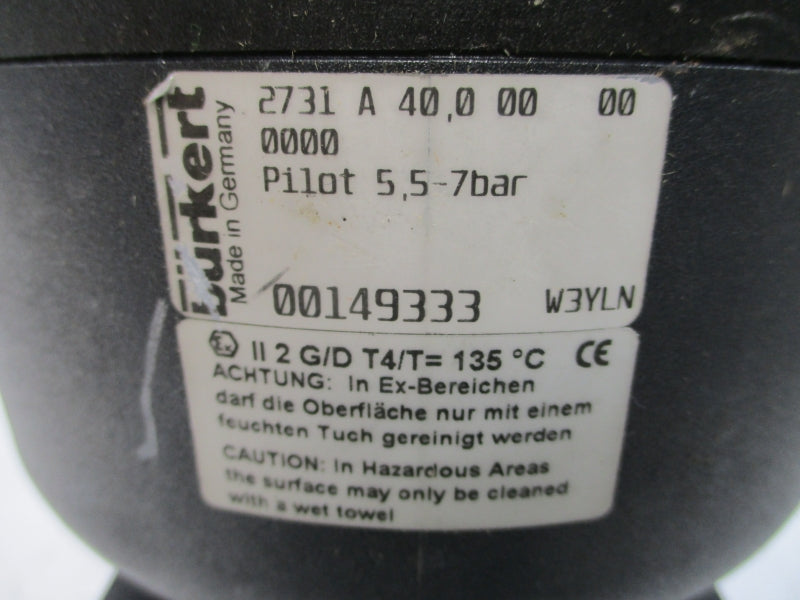 bürkert
Made in Germany
2731 A 40,0 00 00
0000
Pilot 5,5-7bar
00149333 W3YLN
Ex II 2 G/D T4/T= 135 °C CE
ACHTUNG: In Ex-Bereichen
darf die Oberfläche nur mit einem
feuchten Tuch gereinigt werden
CAUTION: In Hazardous Areas
the surface may only be cleaned
with a wet towel